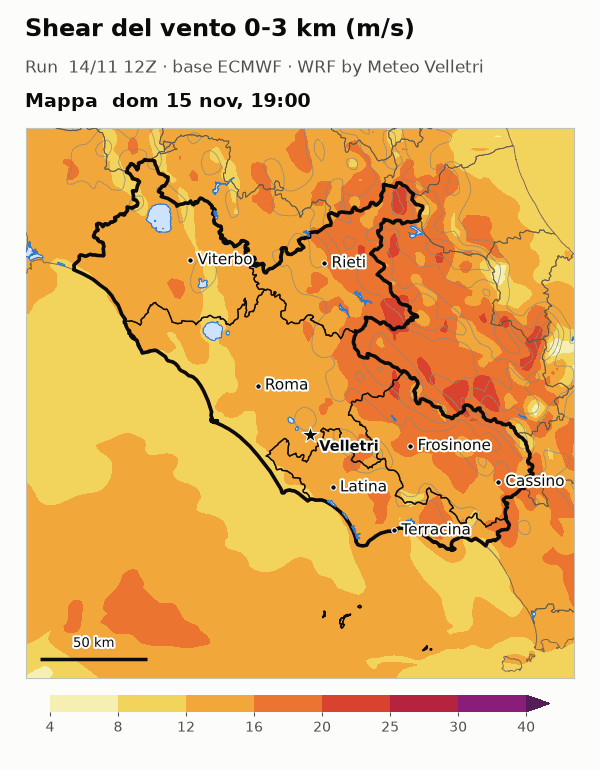 Shear del vento 0-3 km (m/s)
Run  14/11 12Z · base ECMWF · WRF by Meteo Velletri
Mappa  dom 15 nov, 19:00
Viterbo
Rieti
Roma
Velletri
Frosinone
Latina
Cassino
Terracina
50 km
4 8 12 16 20 25 30 40